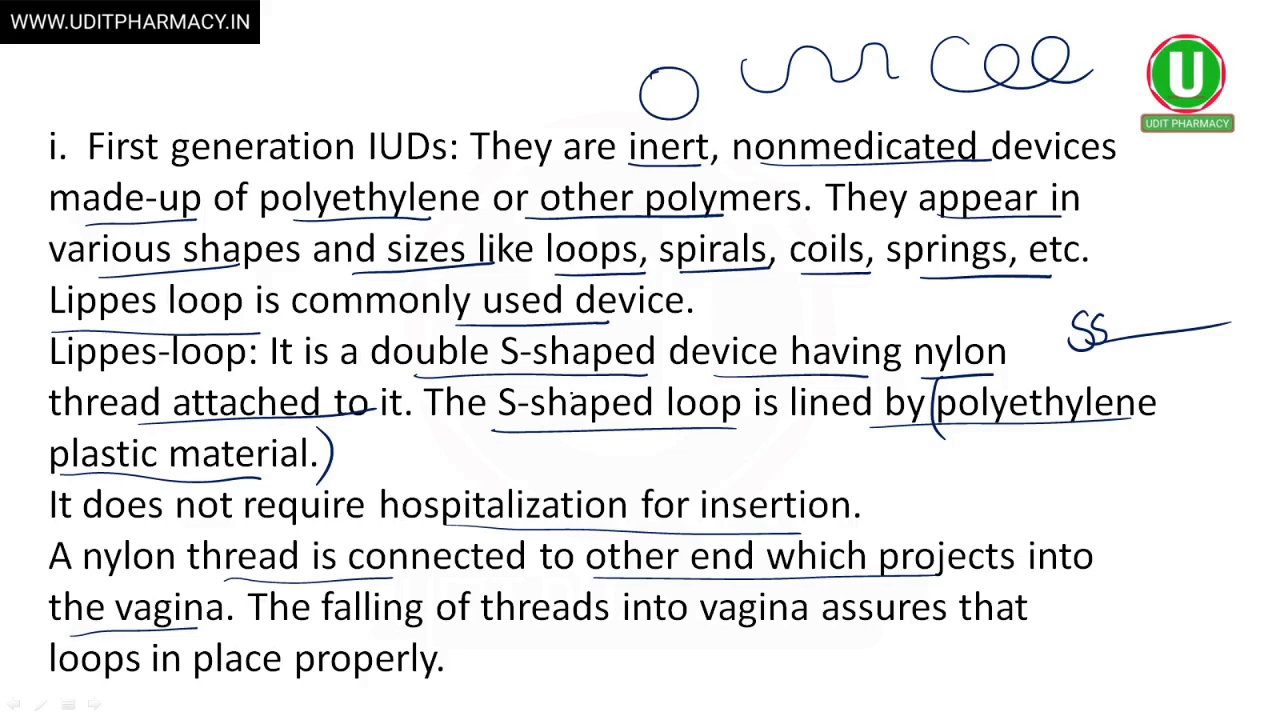 WWW.UDITPHARMACY.IN
U
UDIT PHARMACY
i. First generation IUDs: They are inert, nonmedicated devices
made-up of polyethylene or other polymers. They appear in
various shapes and sizes like loops, spirals, coils, springs, etc.
Lippes loop is commonly used device.
Lippes-loop: It is a double S-shaped device having nylon
SS
thread attached to it. The S-shaped loop is lined by (polyethylene
plastic material.)
It does not require hospitalization for insertion.
A nylon thread is connected to other end which projects into
the vagina. The falling of threads into vagina assures that
loops in place properly.